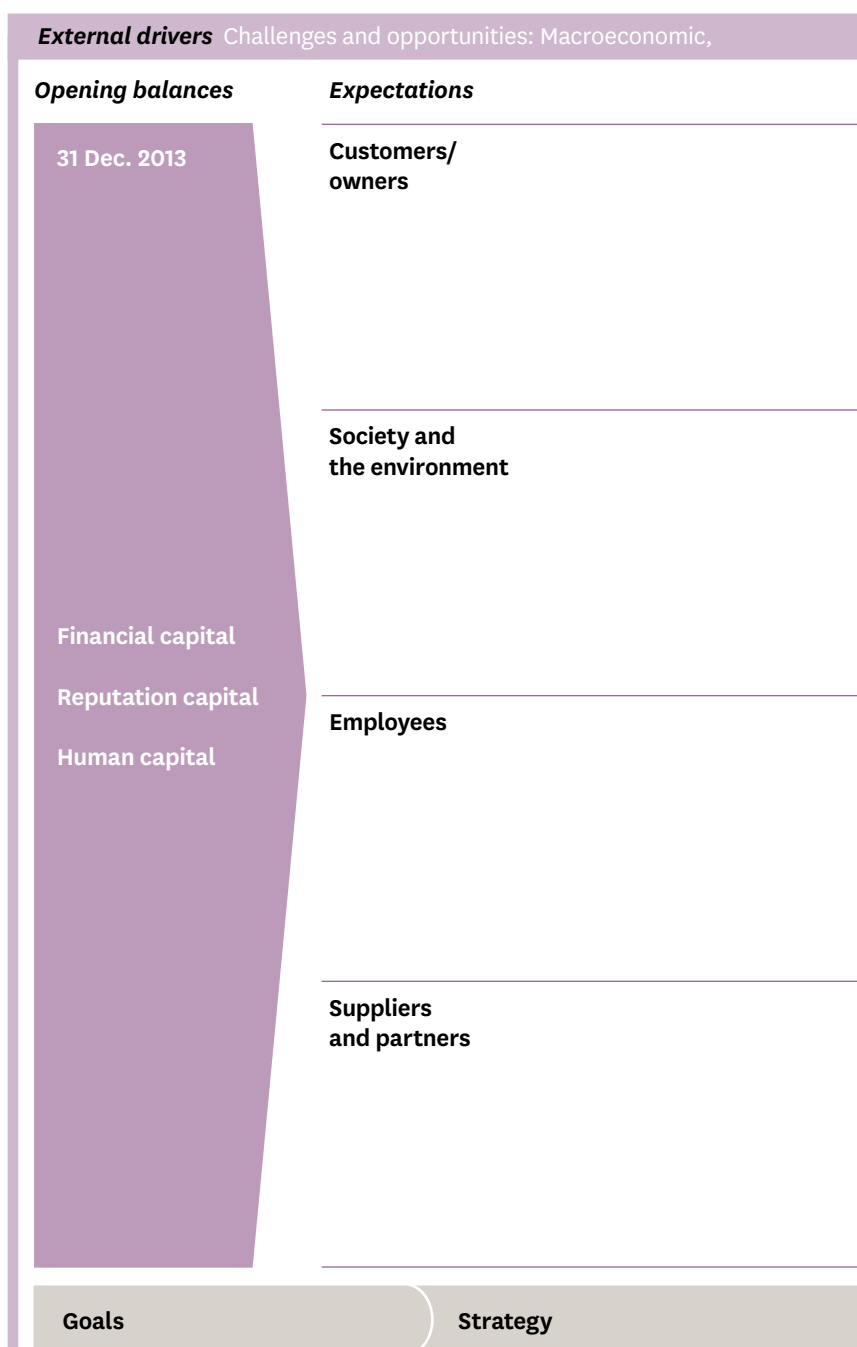 External drivers Challenges and opportunities: Macroeconomic,
Opening balances
Expectations
31 Dec. 2013
Financial capital
Reputation capital
Human capital
Customers/
owners
Society and
the environment
Employees
Suppliers
and partners
Goals
Strategy